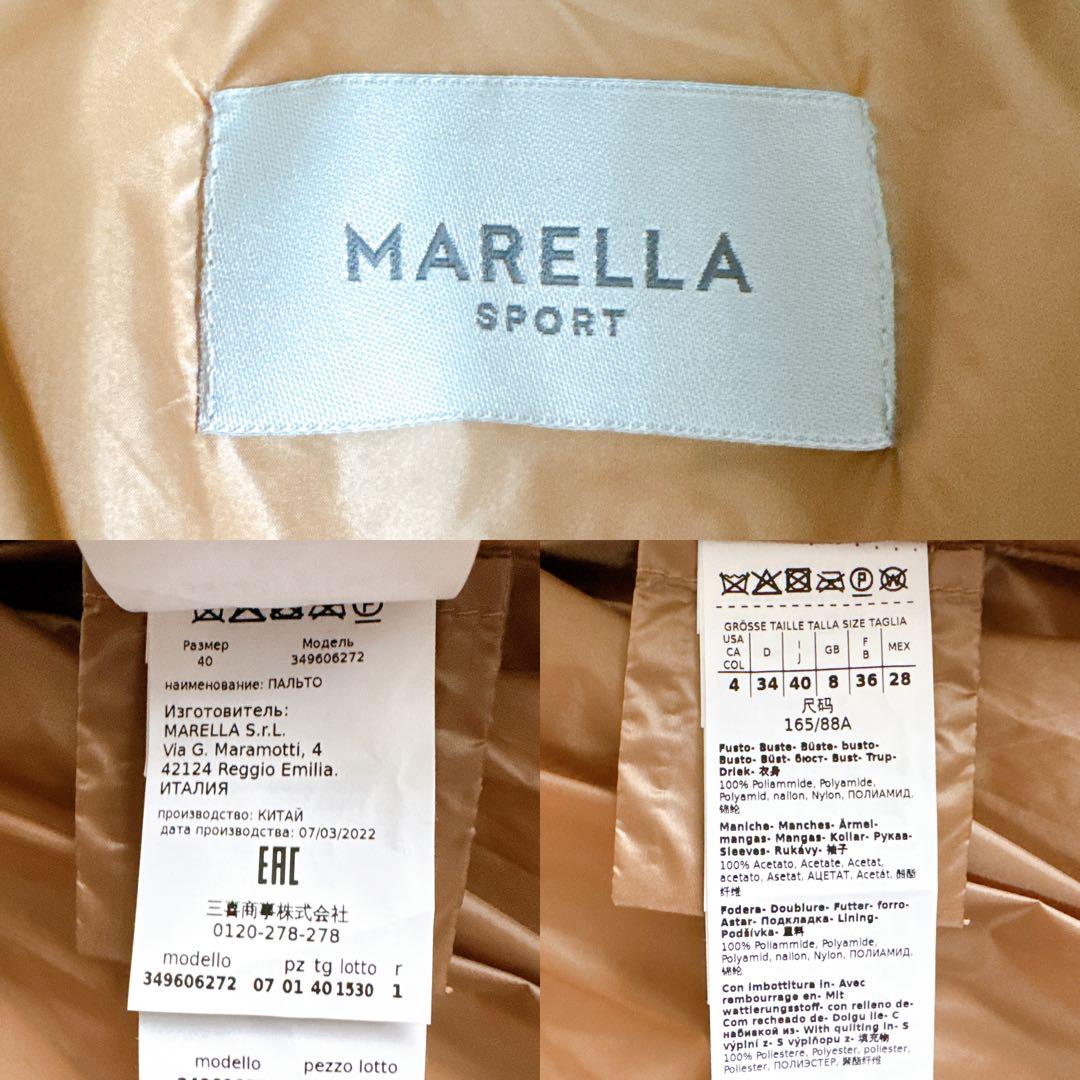 MARELLA
SPORT
Размер
40
Модель
349606272
наименование: ПАЛЬТО
Изготовитель:
MARELLA S.r.L.
Via G. Maramotti, 4
42124 Reggio Emilia.
ИТАЛИЯ
производство: КИТАЙ
дата производства: 07/03/2022
EAC
三喜商事株式会社
0120-278-278
modello pz tg lotto r
349606272 07 01 40 1530 1
modello pezzo lotto
P W
GRÖSSE TAILLE TALLA SIZE TAGLIA
USA CA COL D I J GB F B MEX
4 34 40 8 36 28
尺码
165/88A
Fusto- Buste- Büste- busto-
Busto- Büst- бюст- Bust- Trup-
Driek- 衣身
100% Poliammide, Polyamide,
Polyamid, nailon, Nylon, ПОЛИАМИД,
锦纶
Maniche- Manches- Ärmel-
mangas- Mangas- Kollar- Рукав-
Sleeves- Rukávy- 袖子
100% Acetato, Acetate, Acetat,
acetato, Asetat, АЦЕТАТ, Acetát, 醋酯
纤维
Fodera- Doublure- Futter- forro-
Astar- Подкладка- Lining-
Podšívka- 里料
100% Poliammide, Polyamide,
Polyamid, nailon, Nylon, ПОЛИАМИД,
锦纶
Con imbottitura in- Avec
rembourrage en- Mit
wattierungsstoff- con relleno de-
Com recheado de- Dolgu ile- С
набивкой из- With quilting in- S
výplní z- S výplňou z- 填充物
100% Poliestere, Polyester, poliester,
Poliester, ПОЛИЭСТЕР, 聚酯纤维